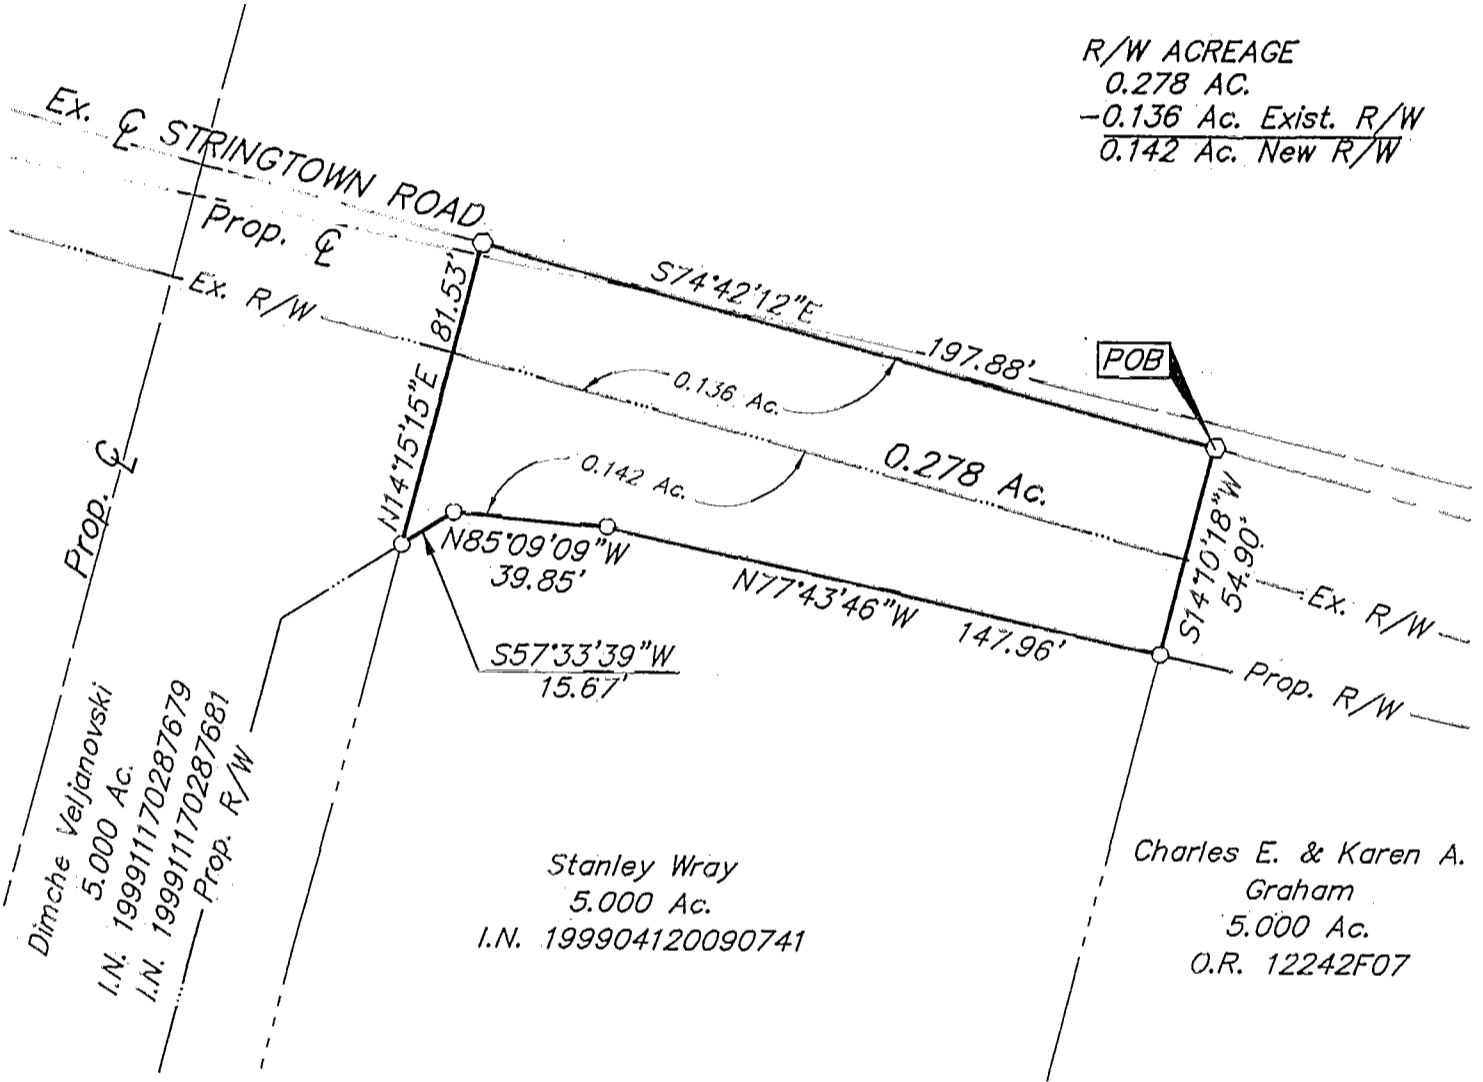 R/W ACREAGE
0.278 AC.
-0.136 Ac. Exist. R/W
0.142 Ac. New R/W
Ex. ℄ STRINGTOWN ROAD
Prop. ℄
Ex. R/W
S74°42'12"E
197.88'
POB
N14°15'15"E 81.53'
0.136 Ac.
0.142 Ac.
0.278 Ac.
S14°10'18"W
54.90'
N85°09'09"W
39.85'
N77°43'46"W 147.96'
Ex. R/W
Prop. R/W
S57°33'39"W
15.67'
Prop. ℄
Dimche Veljanovski
5.000 Ac.
I.N. 199911170287679
I.N. 199911170287681
Prop. R/W
Stanley Wray
5.000 Ac.
I.N. 199904120090741
Charles E. & Karen A.
Graham
5.000 Ac.
O.R. 12242F07